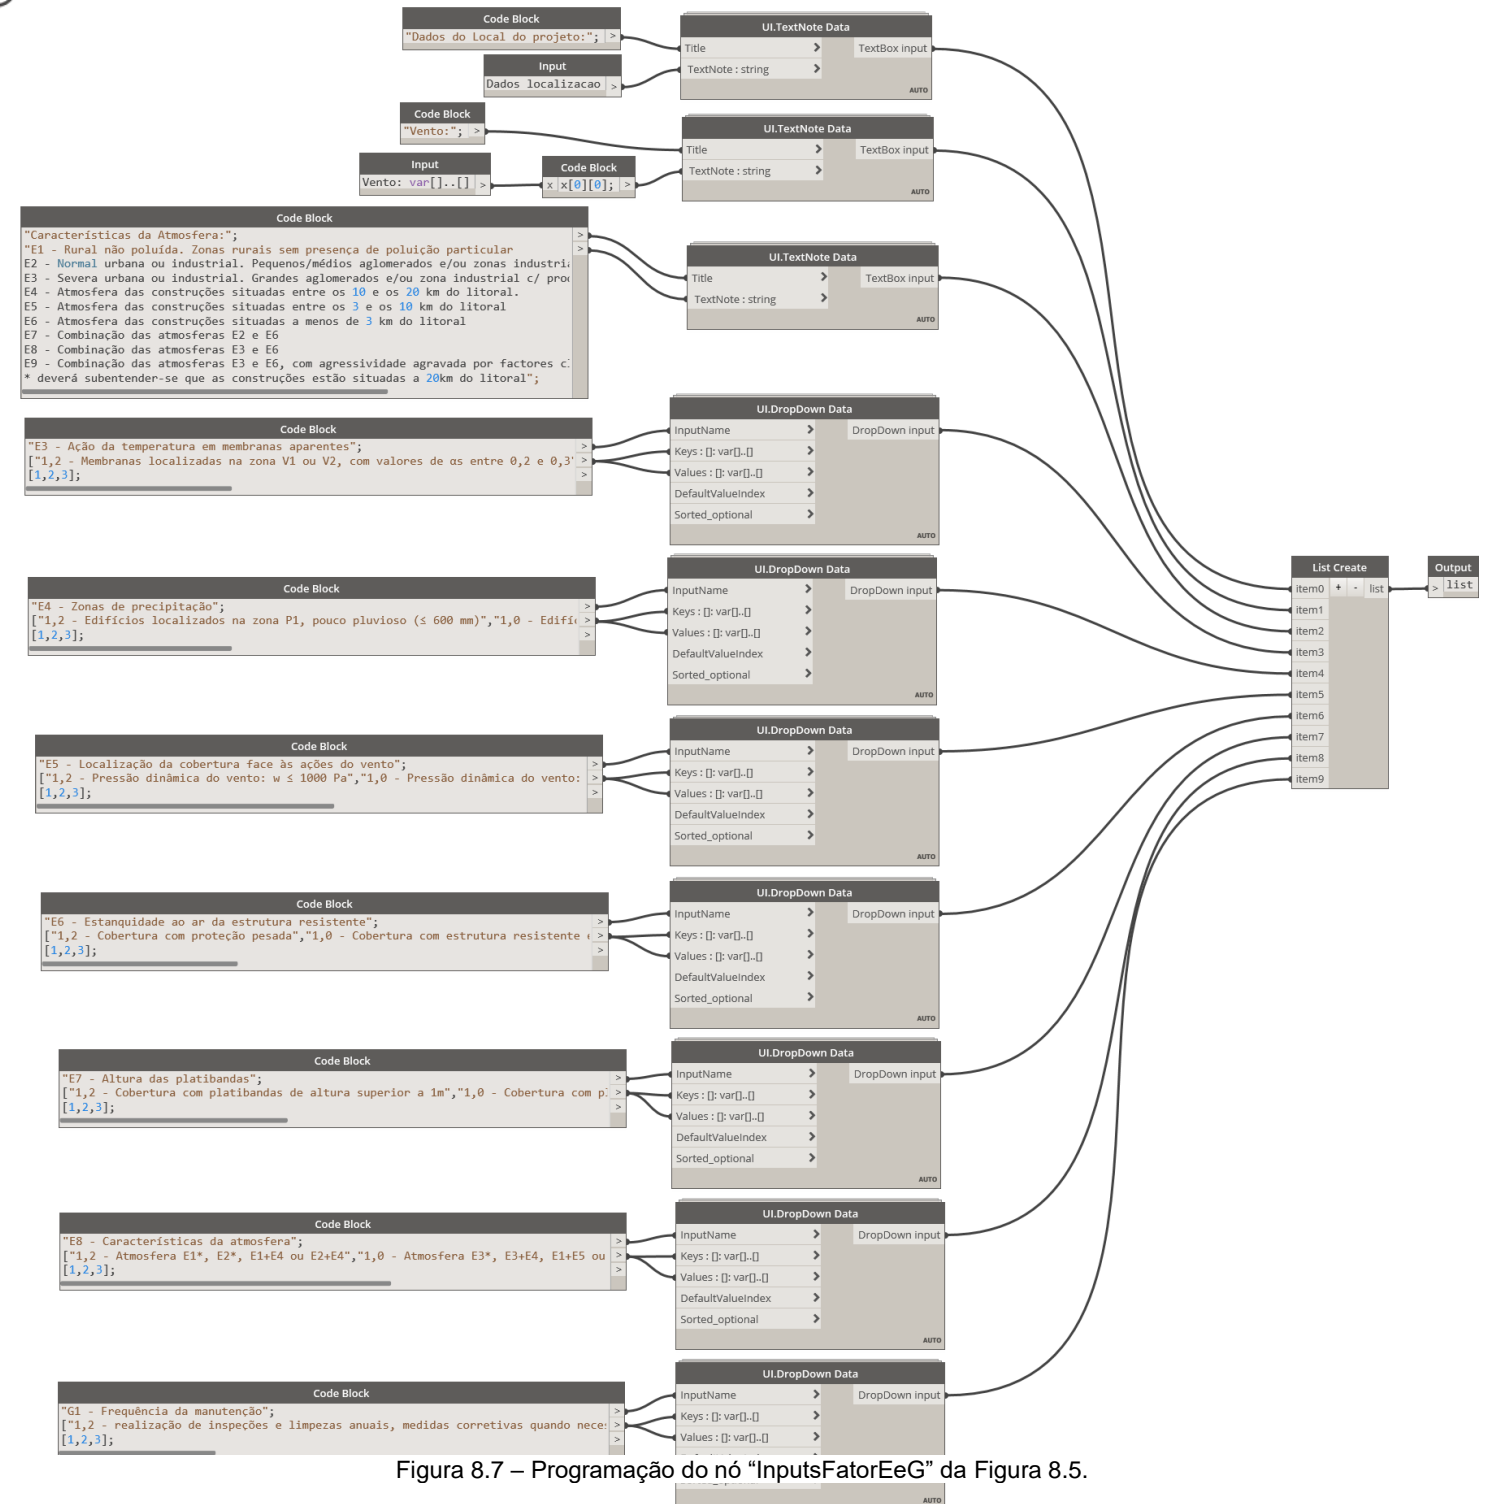 Code Block
"Dados do Local do projeto:"; >
Input
Dados localizacao >
UI.TextNote Data
Title > TextBox input
TextNote : string >
AUTO
Code Block
"Vento:"; >
Input
Vento: var[]..[] >
Code Block
x x[0][0]; >
UI.TextNote Data
Title > TextBox input
TextNote : string >
AUTO
Code Block
"Características da Atmosfera:"; >
"E1 - Rural não poluída. Zonas rurais sem presença de poluição particular >
E2 - Normal urbana ou industrial. Pequenos/médios aglomerados e/ou zonas industri
E3 - Severa urbana ou industrial. Grandes aglomerados e/ou zona industrial c/ pro
E4 - Atmosfera das construções situadas entre os 10 e os 20 km do litoral.
E5 - Atmosfera das construções situadas entre os 3 e os 10 km do litoral
E6 - Atmosfera das construções situadas a menos de 3 km do litoral
E7 - Combinação das atmosferas E2 e E6
E8 - Combinação das atmosferas E3 e E6
E9 - Combinação das atmosferas E3 e E6, com agressividade agravada por factores c
* deverá subentender-se que as construções estão situadas a 20km do litoral";
UI.TextNote Data
Title > TextBox input
TextNote : string >
AUTO
Code Block
"E3 - Ação da temperatura em membranas aparentes"; >
["1,2 - Membranas localizadas na zona V1 ou V2, com valores de αs entre 0,2 e 0,3" >
[1,2,3];
UI.DropDown Data
InputName > DropDown input
Keys : []: var[]..[] >
Values : []: var[]..[] >
DefaultValueIndex >
Sorted_optional >
AUTO
Code Block
"E4 - Zonas de precipitação"; >
["1,2 - Edifícios localizados na zona P1, pouco pluvioso (≤ 600 mm)","1,0 - Edifí >
[1,2,3]; >
UI.DropDown Data
InputName > DropDown input
Keys : []: var[]..[] >
Values : []: var[]..[] >
DefaultValueIndex >
Sorted_optional >
AUTO
Code Block
"E5 - Localização da cobertura face às ações do vento"; >
["1,2 - Pressão dinâmica do vento: w ≤ 1000 Pa","1,0 - Pressão dinâmica do vento: >
[1,2,3]; >
UI.DropDown Data
InputName > DropDown input
Keys : []: var[]..[] >
Values : []: var[]..[] >
DefaultValueIndex >
Sorted_optional >
AUTO
Code Block
"E6 - Estanquidade ao ar da estrutura resistente"; >
["1,2 - Cobertura com proteção pesada","1,0 - Cobertura com estrutura resistente >
[1,2,3]; >
UI.DropDown Data
InputName > DropDown input
Keys : []: var[]..[] >
Values : []: var[]..[] >
DefaultValueIndex >
Sorted_optional >
AUTO
Code Block
"E7 - Altura das platibandas"; >
["1,2 - Cobertura com platibandas de altura superior a 1m","1,0 - Cobertura com p >
[1,2,3]; >
UI.DropDown Data
InputName > DropDown input
Keys : []: var[]..[] >
Values : []: var[]..[] >
DefaultValueIndex >
Sorted_optional >
AUTO
Code Block
"E8 - Características da atmosfera"; >
["1,2 - Atmosfera E1*, E2*, E1+E4 ou E2+E4","1,0 - Atmosfera E3*, E3+E4, E1+E5 ou >
[1,2,3]; >
UI.DropDown Data
InputName > DropDown input
Keys : []: var[]..[] >
Values : []: var[]..[] >
DefaultValueIndex >
Sorted_optional >
AUTO
Code Block
"G1 - Frequência da manutenção"; >
["1,2 - realização de inspeções e limpezas anuais, medidas corretivas quando neces >
[1,2,3]; >
UI.DropDown Data
InputName > DropDown input
Keys : []: var[]..[] >
Values : []: var[]..[] >
AUTO
List Create
item0 + - list
item1
item2
item3
item4
item5
item6
item7
item8
item9
Output
> list
Figura 8.7 – Programação do nó “InputsFatorEeG” da Figura 8.5.